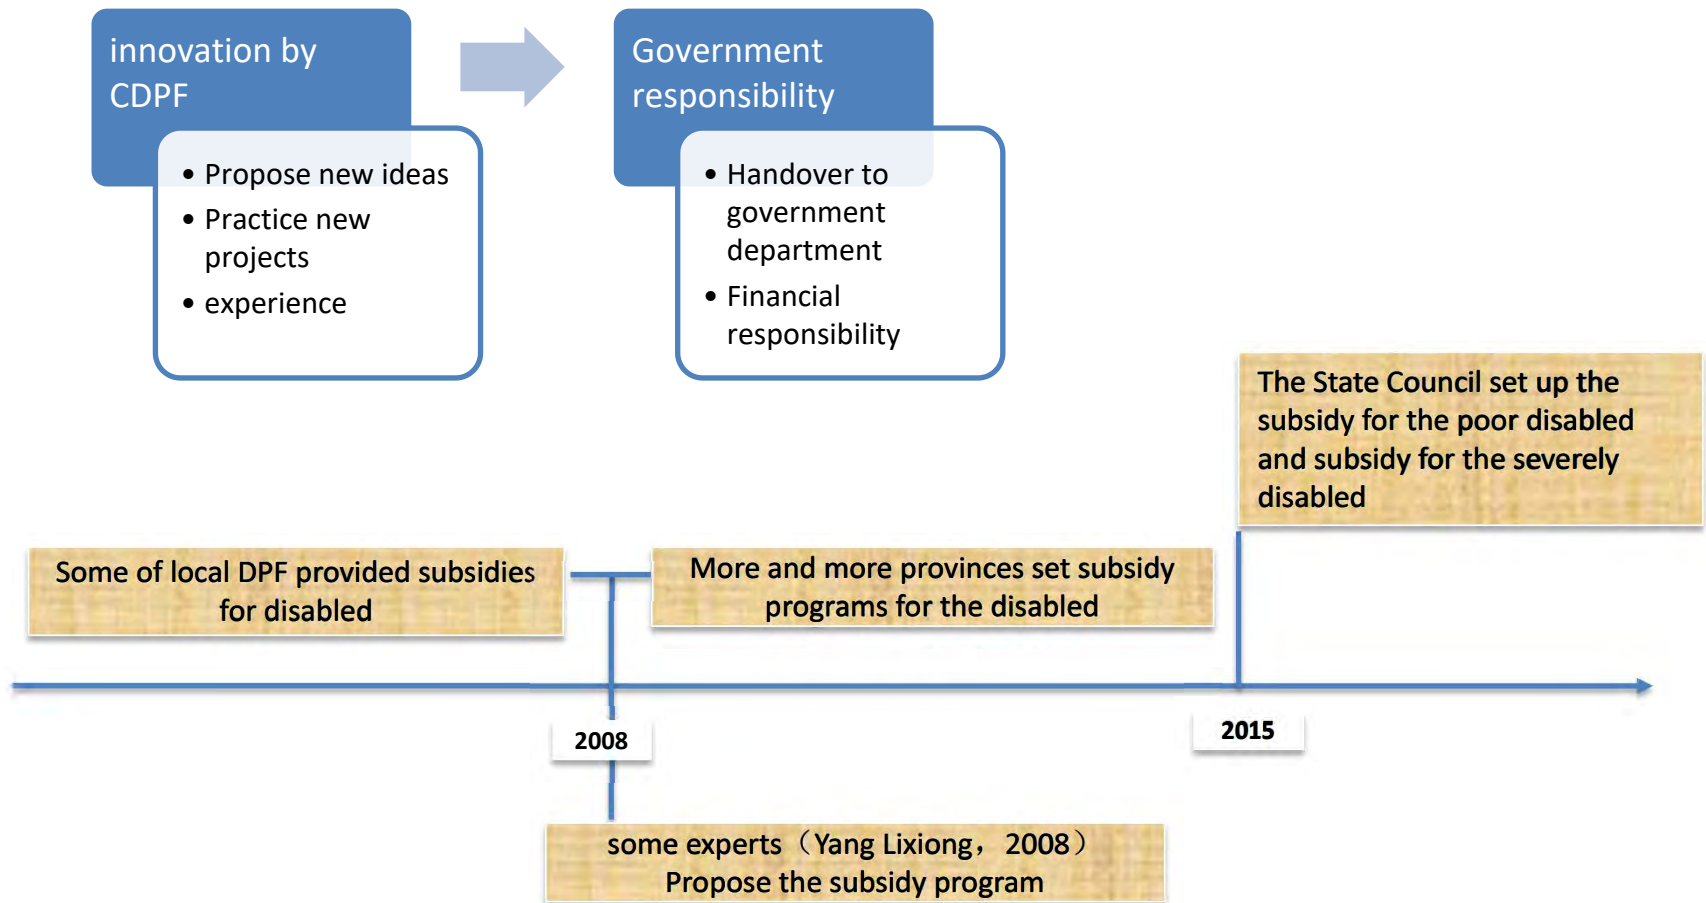 innovation by
CDPF
• Propose new ideas
• Practice new
projects
• experience
Government
responsibility
• Handover to
government
department
• Financial
responsibility
The State Council set up the
subsidy for the poor disabled
and subsidy for the severely
disabled
Some of local DPF provided subsidies
for disabled
More and more provinces set subsidy
programs for the disabled
2008
2015
some experts（Yang Lixiong，2008）
Propose the subsidy program